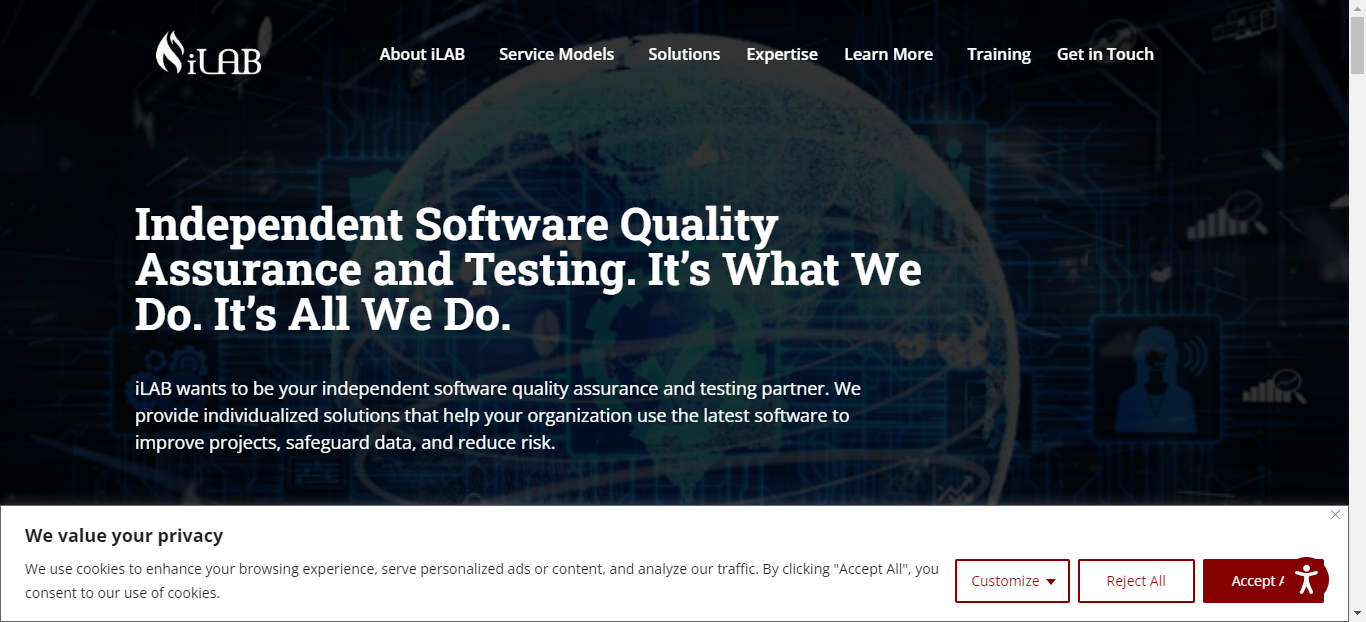 iLAB
About iLAB Service Models Solutions Expertise Learn More Training Get in Touch
Independent Software Quality
Assurance and Testing. It’s What We
Do. It’s All We Do.
iLAB wants to be your independent software quality assurance and testing partner. We
provide individualized solutions that help your organization use the latest software to
improve projects, safeguard data, and reduce risk.
We value your privacy
We use cookies to enhance your browsing experience, serve personalized ads or content, and analyze our traffic. By clicking "Accept All", you
consent to our use of cookies.
Customize Reject All Accept